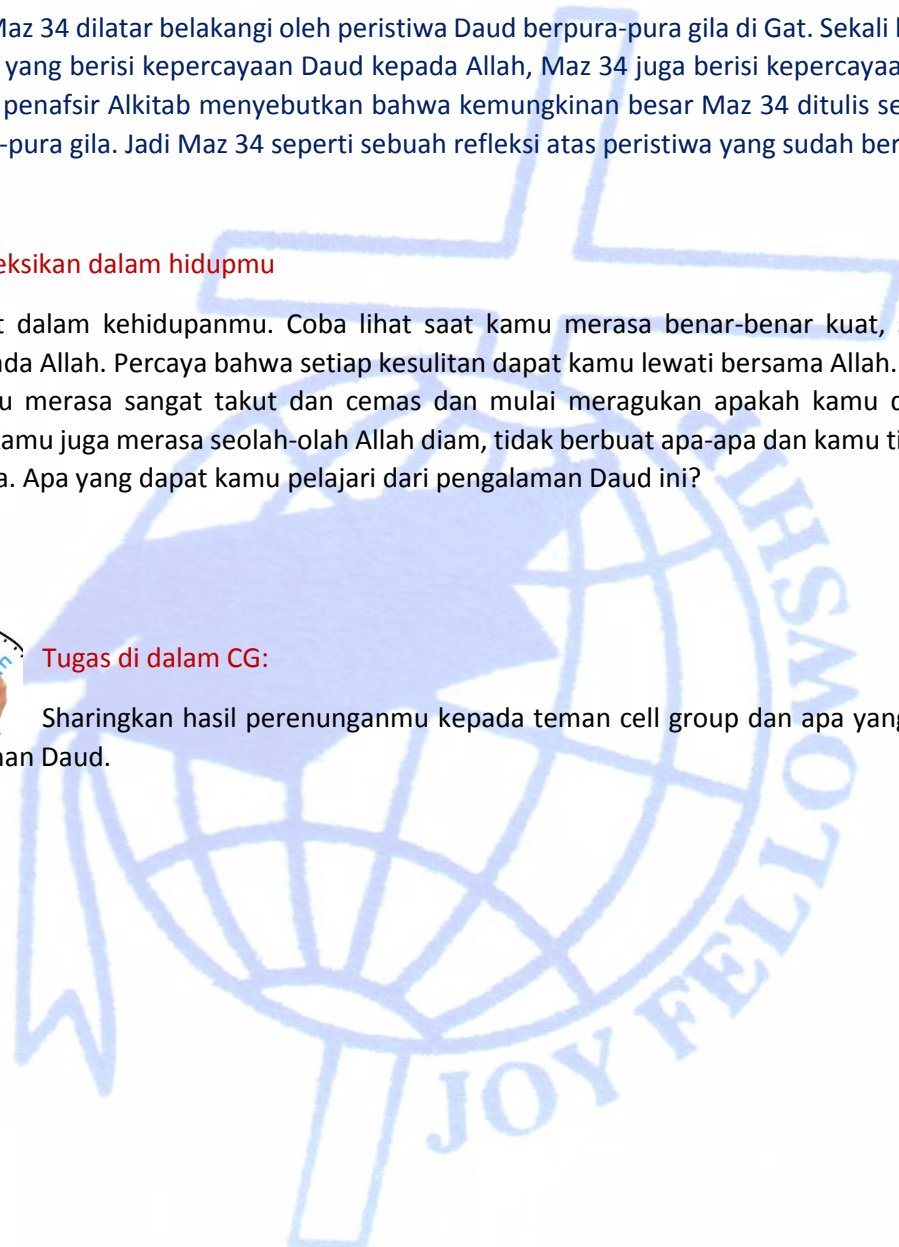 Maz 34 dilatar belakangi oleh peristiwa Daud berpura-pura gila di Gat. Sekali
yang berisi kepercayaan Daud kepada Allah, Maz 34 juga berisi kepercayaa
penafsir Alkitab menyebutkan bahwa kemungkinan besar Maz 34 ditulis se
-pura gila. Jadi Maz 34 seperti sebuah refleksi atas peristiwa yang sudah ber
eksikan dalam hidupmu
t dalam kehidupanmu. Coba lihat saat kamu merasa benar-benar kuat,
ada Allah. Percaya bahwa setiap kesulitan dapat kamu lewati bersama Allah.
u merasa sangat takut dan cemas dan mulai meragukan apakah kamu d
kamu juga merasa seolah-olah Allah diam, tidak berbuat apa-apa dan kamu ti
a. Apa yang dapat kamu pelajari dari pengalaman Daud ini?
Tugas di dalam CG:
Sharingkan hasil perenunganmu kepada teman cell group dan apa yang
man Daud.
JOY FELLOWSHIP